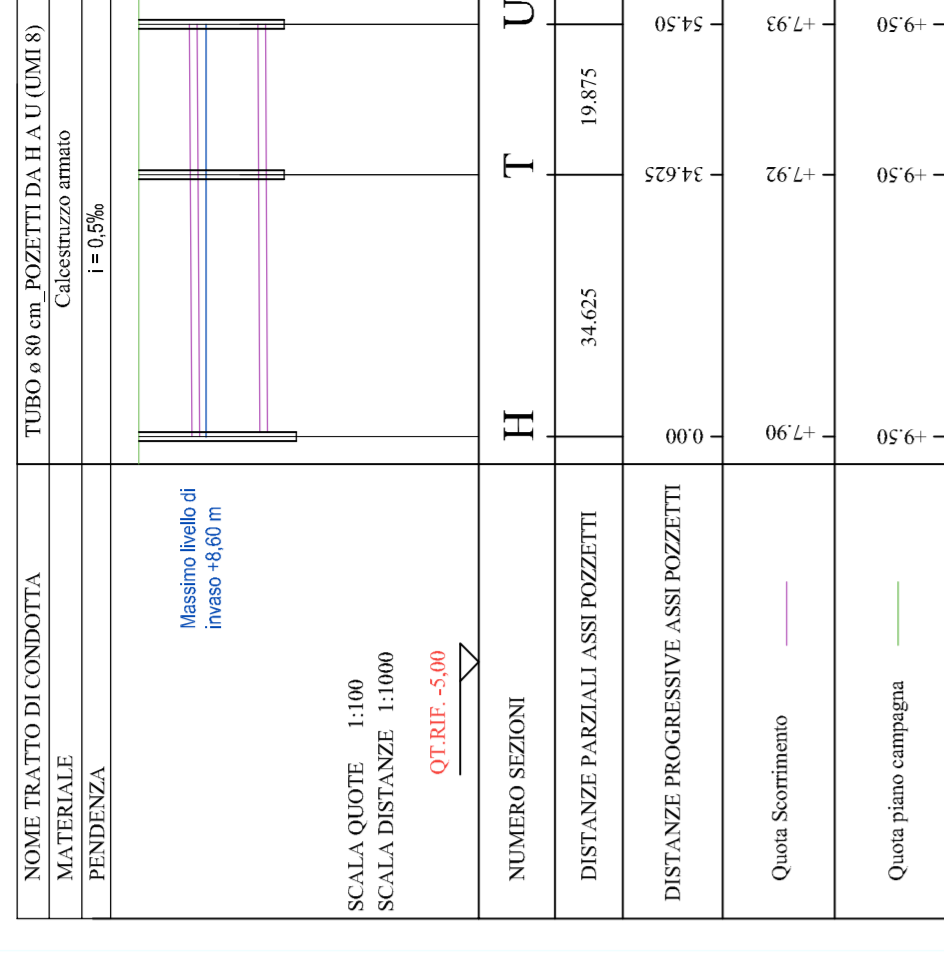 NOME TRATTO DI CONDOTTA
TUBO ø 80 cm_POZETTI DA H A U (UMI 8)
MATERIALE
Calcestruzzo armato
PENDENZA
i = 0,5‰
Massimo livello di
invaso +8,60 m
SCALA QUOTE 1:100
SCALA DISTANZE 1:1000
QT.RIF. -5,00
NUMERO SEZIONI
H T U
DISTANZE PARZIALI ASSI POZZETTI
34.625 19.875
DISTANZE PROGRESSIVE ASSI POZZETTI
0.00 34.625 54.50
Quota Scorrimento
+7.90 +7.92 +7.93
Quota piano campagna
+9.50 +9.50 +9.50